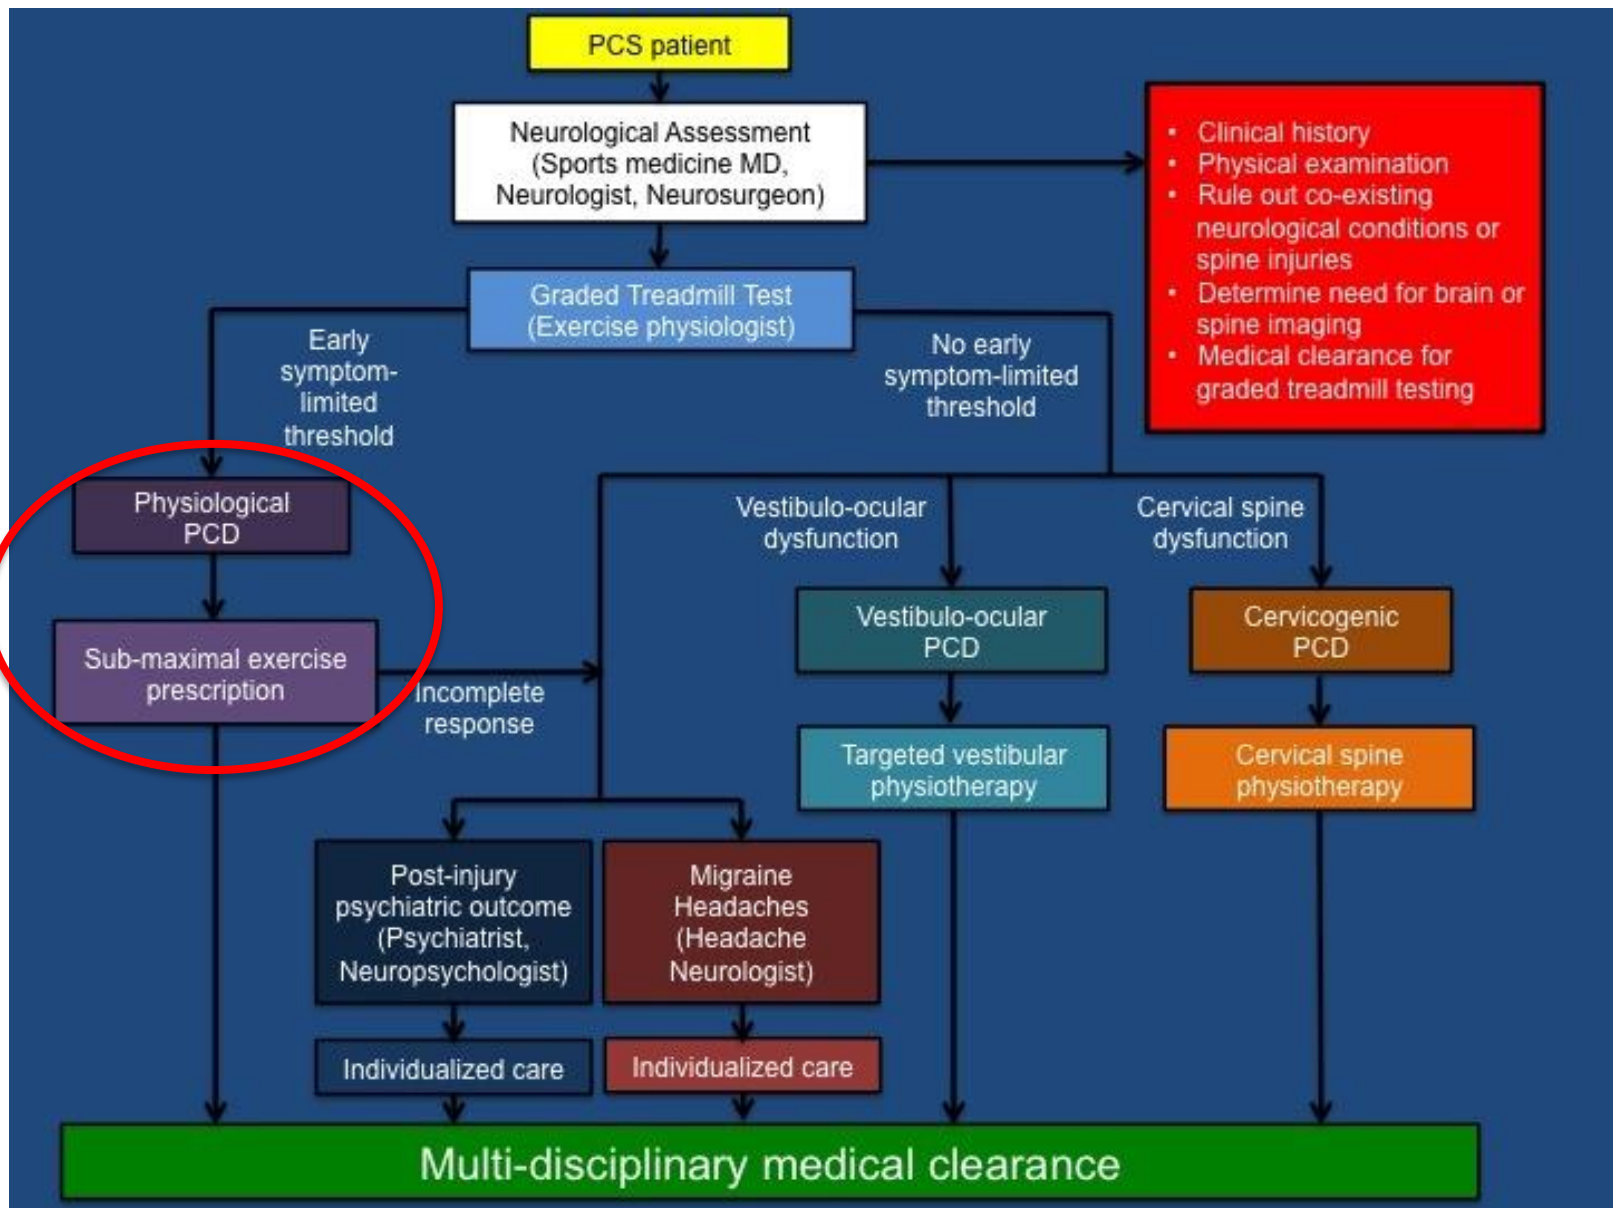 PCS patient
Neurological Assessment
(Sports medicine MD,
Neurologist, Neurosurgeon)
• Clinical history
• Physical examination
• Rule out co-existing
neurological conditions or
spine injuries
• Determine need for brain or
spine imaging
• Medical clearance for
graded treadmill testing
Graded Treadmill Test
(Exercise physiologist)
Early
symptom-
limited
threshold
No early
symptom-limited
threshold
Physiological
PCD
Sub-maximal exercise
prescription
Incomplete
response
Vestibulo-ocular
dysfunction
Cervical spine
dysfunction
Vestibulo-ocular
PCD
Cervicogenic
PCD
Targeted vestibular
physiotherapy
Cervical spine
physiotherapy
Post-injury
psychiatric outcome
(Psychiatrist,
Neuropsychologist)
Migraine
Headaches
(Headache
Neurologist)
Individualized care
Individualized care
Multi-disciplinary medical clearance